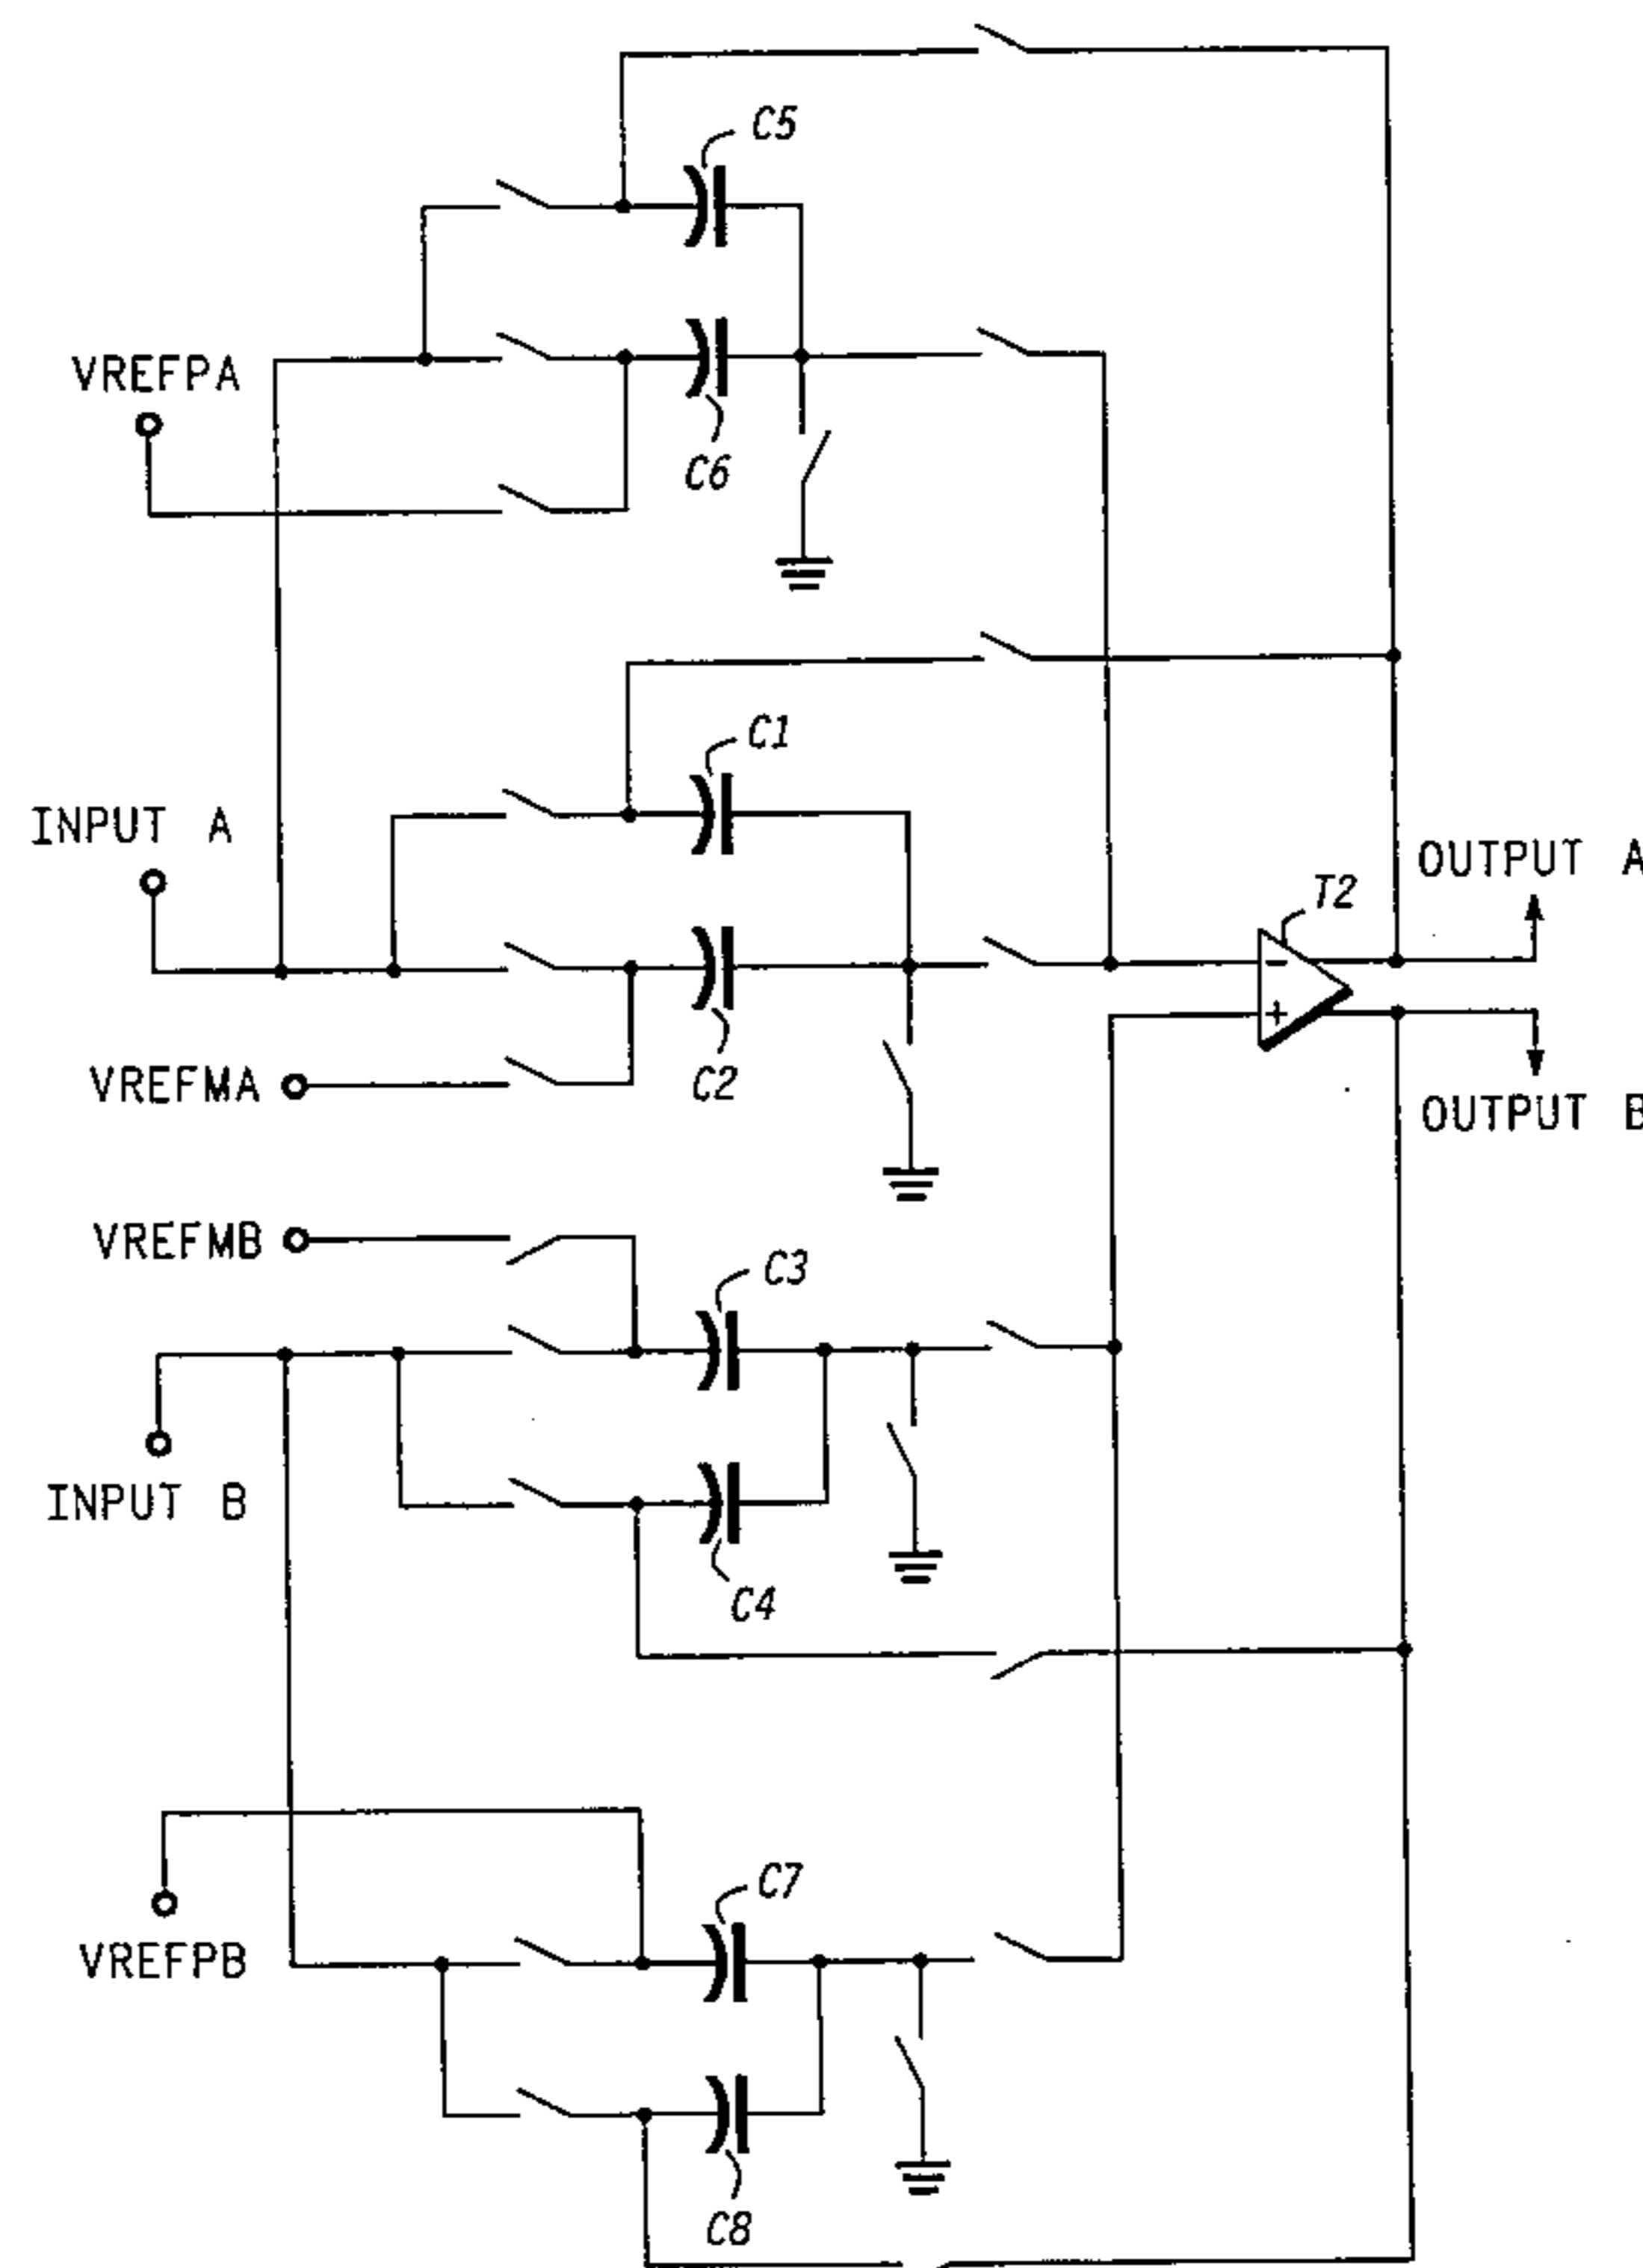 C5
VREFPA
C6
C1
INPUT A
OUTPUT A
T2
-
C2
+
VREFMA
OUTPUT B
VREFMB
C3
INPUT B
C4
C7
VREFPB
C8